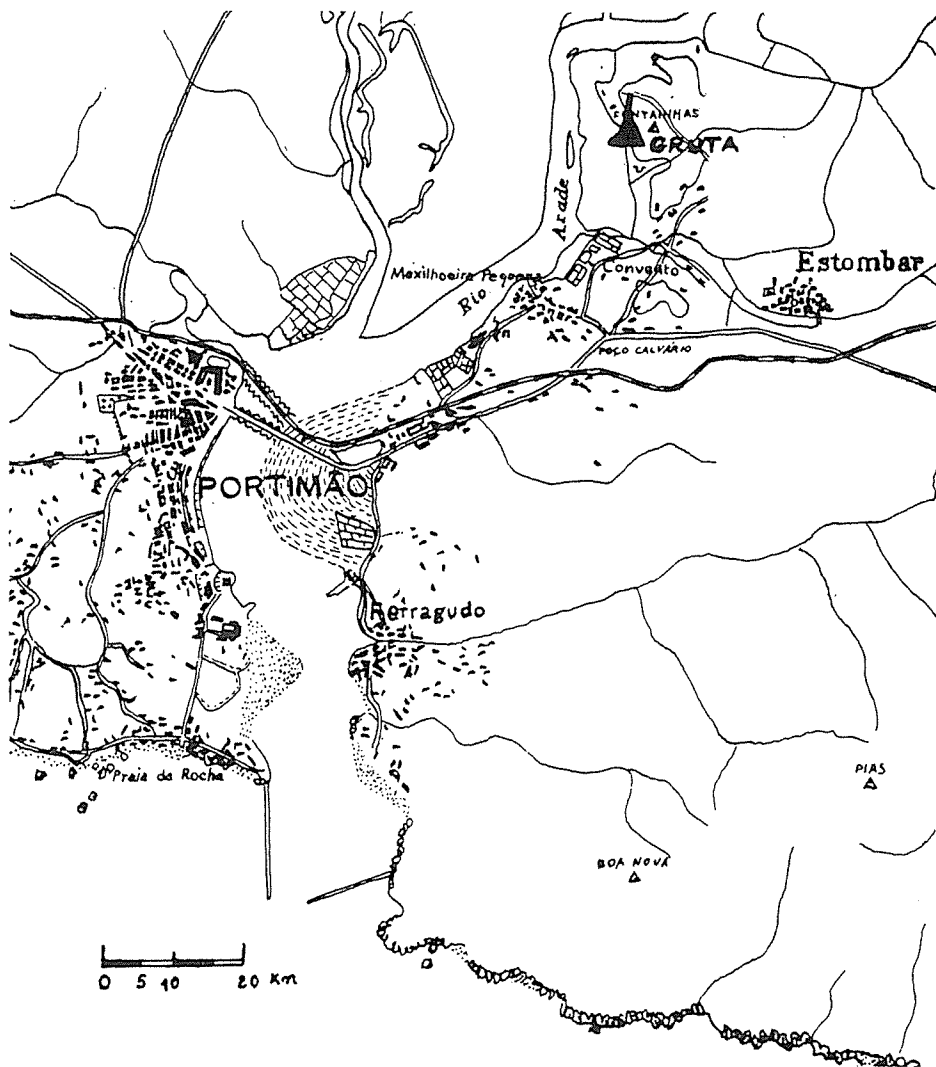 FONTAINHAS
GRUTA
Arade
Estombar
Convento
Mexilhoeira Pequena
Rio
POÇO CALVÁRIO
PORTIMÃO
Ferragudo
Praia da Rocha
PIAS
BOA NOVA
0 5 10 20 Km